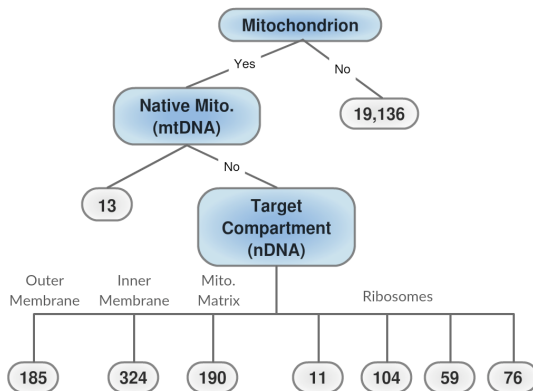 Mitochondrion
Yes
No
Native Mito.
(mtDNA)
19,136
No
13
Target
Compartment
(nDNA)
Outer
Membrane
Inner
Membrane
Mito.
Matrix
Ribosomes
185
324
190
11
104
59
76